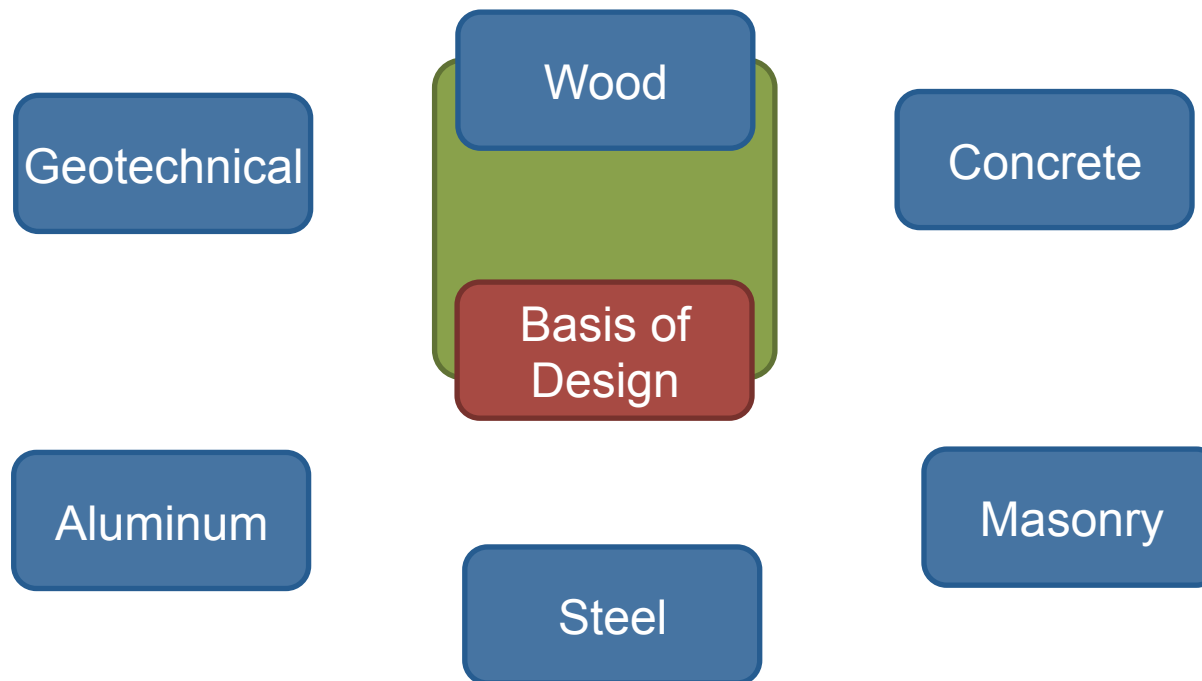 Wood
Geotechnical
Concrete
Basis of
Design
Aluminum
Masonry
Steel